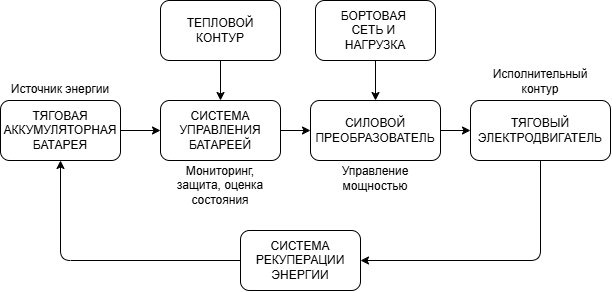 ТЕПЛОВОЙ
КОНТУР
БОРТОВАЯ
СЕТЬ И
НАГРУЗКА
Источник энергии
Исполнительный
контур
ТЯГОВАЯ
АККУМУЛЯТОРНАЯ
БАТАРЕЯ
СИСТЕМА
УПРАВЛЕНИЯ
БАТАРЕЕЙ
СИЛОВОЙ
ПРЕОБРАЗОВАТЕЛЬ
ТЯГОВЫЙ
ЭЛЕКТРОДВИГАТЕЛЬ
Мониторинг,
защита, оценка
состояния
Управление
мощностью
СИСТЕМА
РЕКУПЕРАЦИИ
ЭНЕРГИИ